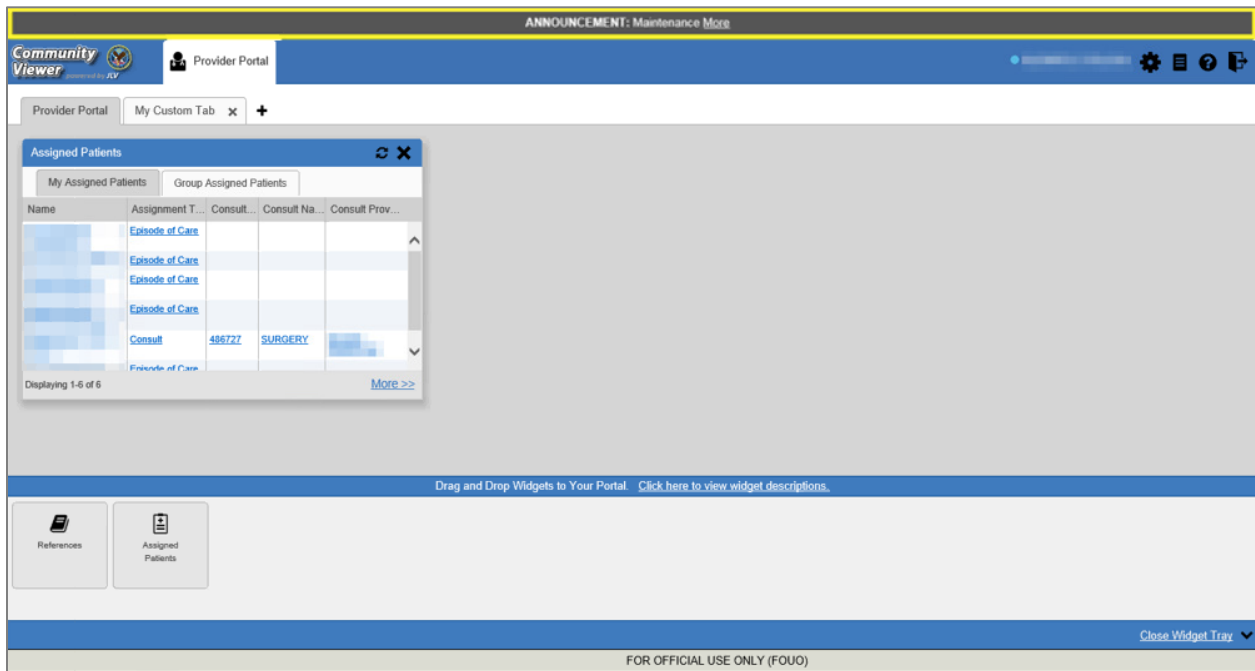 ANNOUNCEMENT: Maintenance More
Community
Viewer powered by JLV
Provider Portal
Provider Portal
My Custom Tab
Assigned Patients
My Assigned Patients
Group Assigned Patients
Name Assignment T... Consult... Consult Na... Consult Prov...
Episode of Care
Episode of Care
Episode of Care
Episode of Care
Consult 486727 SURGERY
Episode of Care
Displaying 1-6 of 6 More >>
Drag and Drop Widgets to Your Portal. Click here to view widget descriptions.
References
Assigned
Patients
Close Widget Tray
FOR OFFICIAL USE ONLY (FOUO)